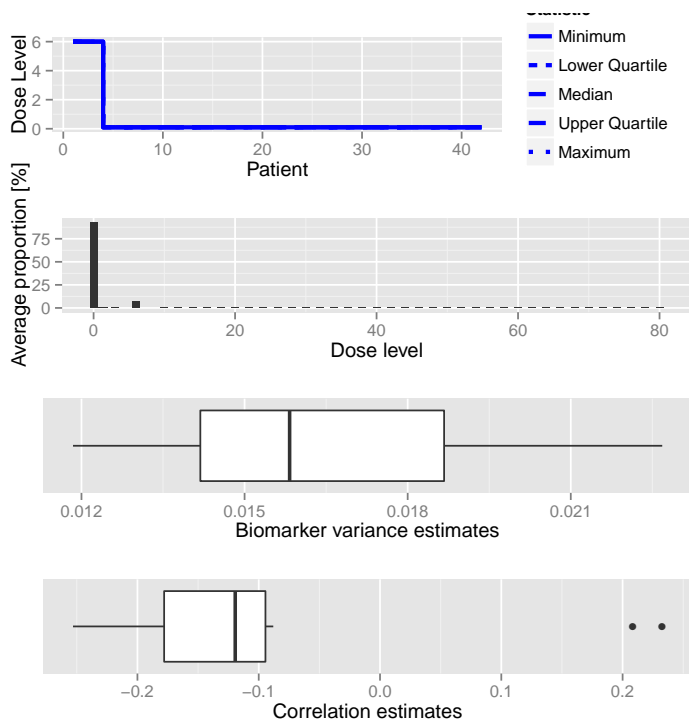 Minimum
Lower Quartile
Median
Upper Quartile
Maximum
Dose Level
6
4
2
0
0 10 20 30 40
Patient
Average proportion [%]
75
50
25
0
0 20 40 60 80
Dose level
0.012 0.015 0.018 0.021
Biomarker variance estimates
−0.2 −0.1 0.0 0.1 0.2
Correlation estimates